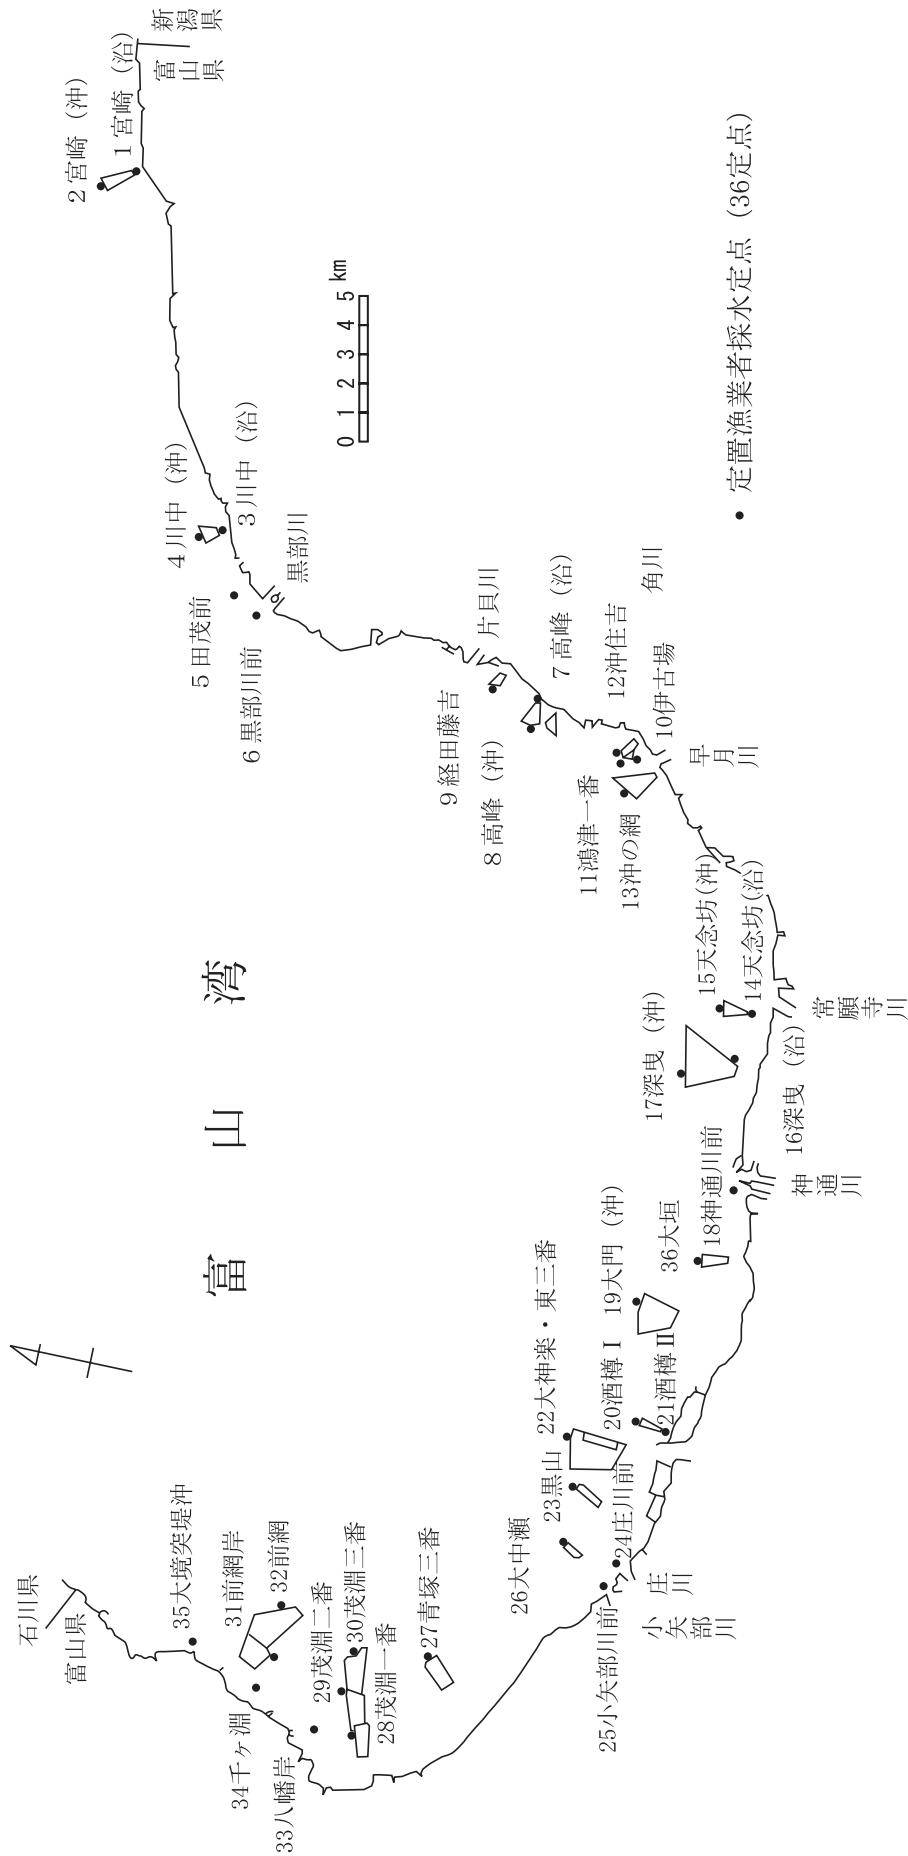 新潟県
富山県
1宮崎（沿）
2宮崎（沖）
3川中（沿）
4川中（沖）
5田茂前
6黒部川前
黒部川
0 1 2 3 4 5 km
片貝川
7高峰（沿）
8高峰（沖）
9経田藤吉
角川
10伊古場
11鴻津一番
12沖住吉
13沖の網
早月川
14天念坊(沿)
15天念坊(沖)
常願寺川
16深曳（沿）
17深曳（沖）
18神通川前
神通川
36大垣
19大門（沖）
20酒樽Ⅰ
21酒樽Ⅱ
22大神楽・東三番
23黒山
24庄川前
庄川
小矢部川
25小矢部川前
26大中瀬
27青塚三番
28茂淵一番
29茂淵二番
30茂淵三番
31前網岸
32前網
33八幡岸
34千ヶ淵
35大境突堤沖
石川県
富山県
富山湾
● 定置漁業者採水定点（36定点）